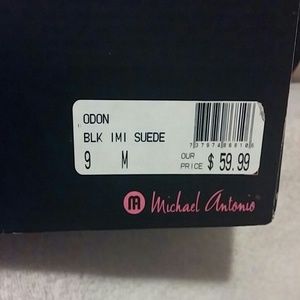 ODON
BLK IMI SUEDE
9 M
OUR PRICE $ 59.99
Michael Antonio